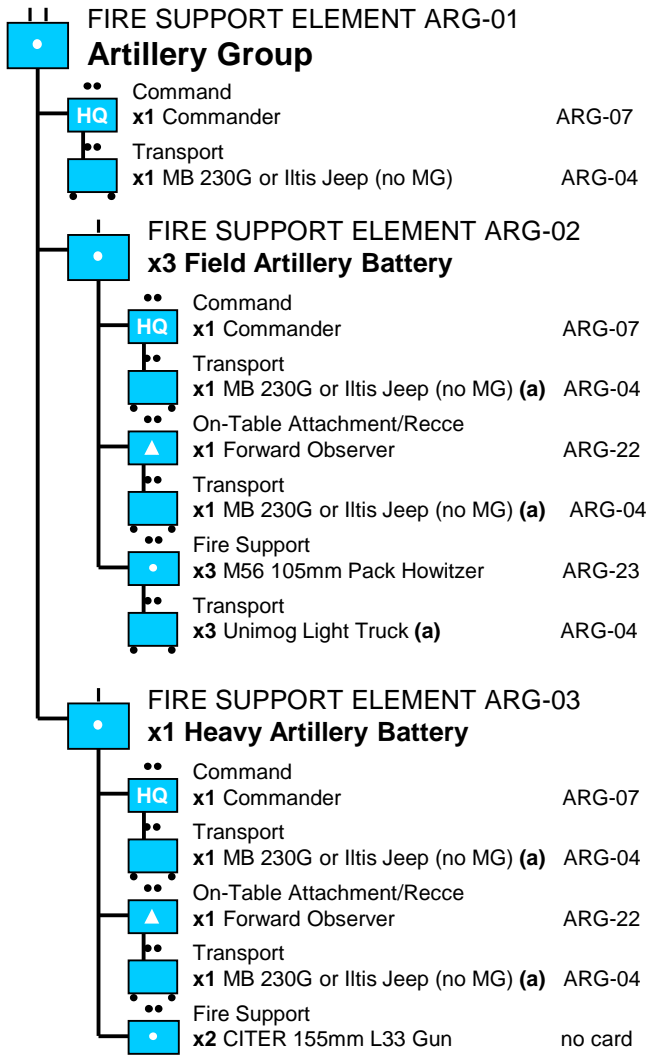 FIRE SUPPORT ELEMENT ARG-01
Artillery Group
Command
HQ x1 Commander ARG-07
Transport
x1 MB 230G or Iltis Jeep (no MG) ARG-04
FIRE SUPPORT ELEMENT ARG-02
x3 Field Artillery Battery
Command
HQ x1 Commander ARG-07
Transport
x1 MB 230G or Iltis Jeep (no MG) (a) ARG-04
On-Table Attachment/Recce
x1 Forward Observer ARG-22
Transport
x1 MB 230G or Iltis Jeep (no MG) (a) ARG-04
Fire Support
x3 M56 105mm Pack Howitzer ARG-23
Transport
x3 Unimog Light Truck (a) ARG-04
FIRE SUPPORT ELEMENT ARG-03
x1 Heavy Artillery Battery
Command
HQ x1 Commander ARG-07
Transport
x1 MB 230G or Iltis Jeep (no MG) (a) ARG-04
On-Table Attachment/Recce
x1 Forward Observer ARG-22
Transport
x1 MB 230G or Iltis Jeep (no MG) (a) ARG-04
Fire Support
x2 CITER 155mm L33 Gun no card